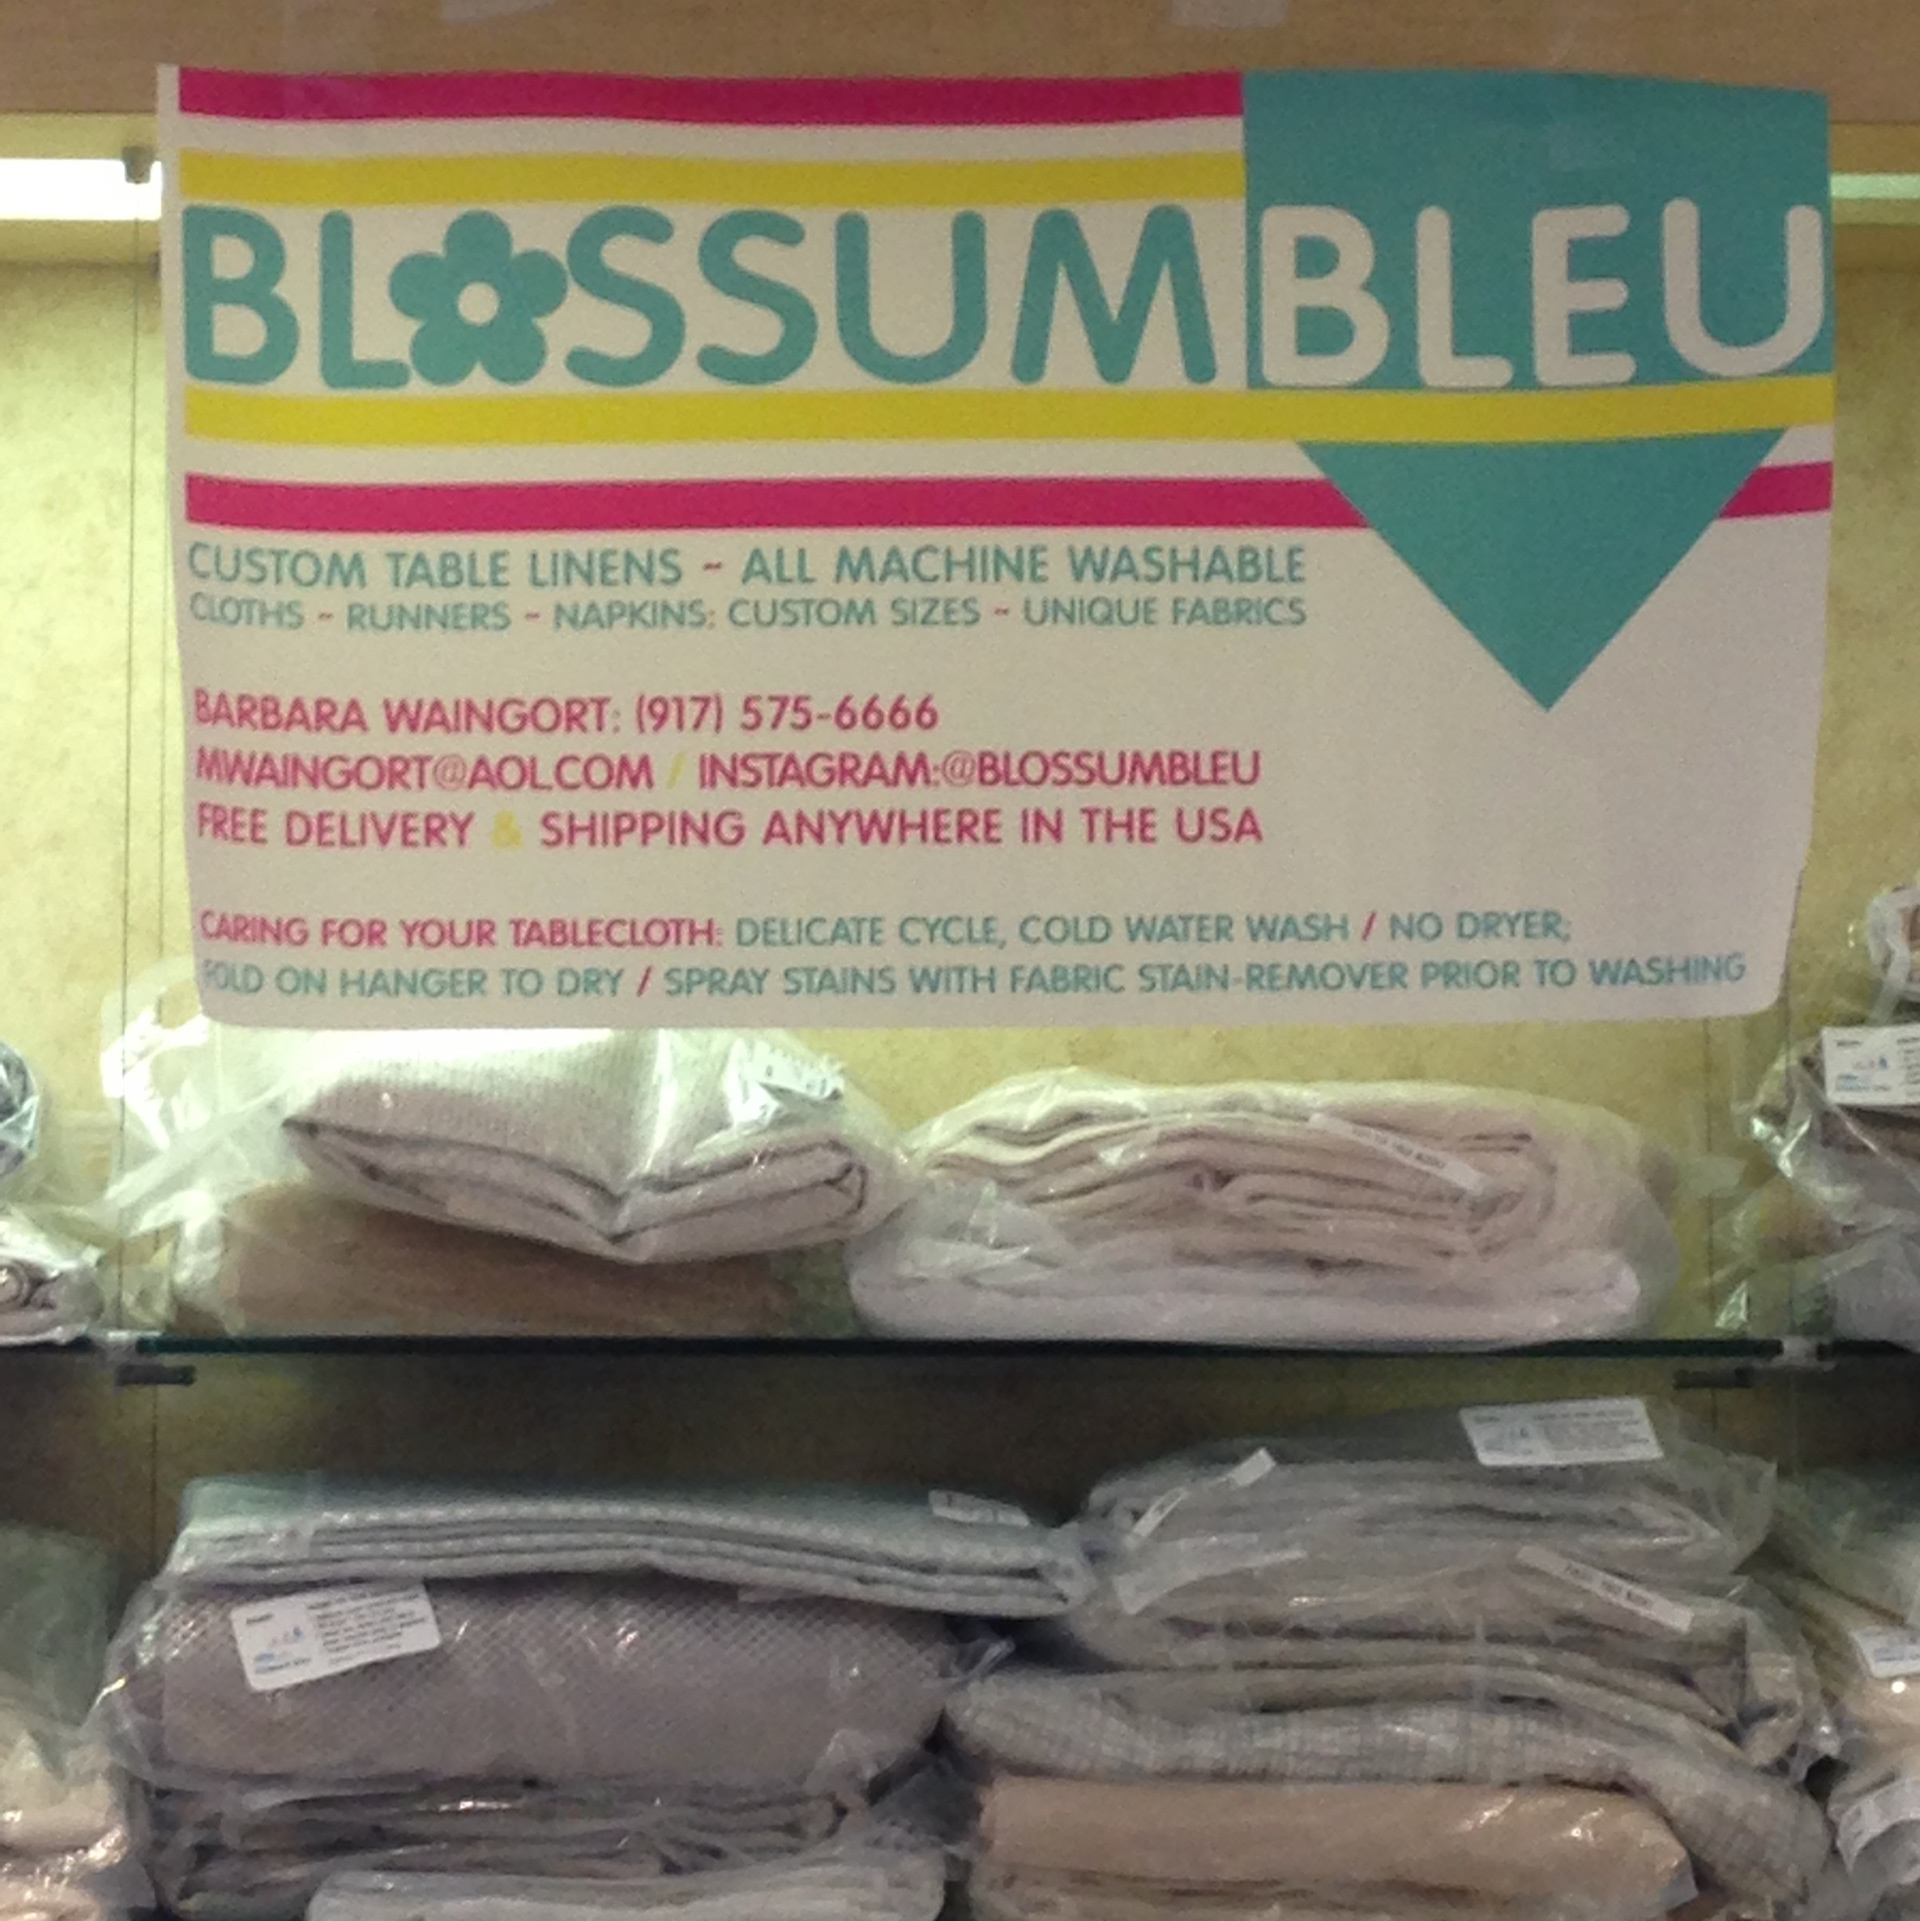 BLOSSUMBLEU
CUSTOM TABLE LINENS ~ ALL MACHINE WASHABLE
CLOTHS ~ RUNNERS ~ NAPKINS: CUSTOM SIZES ~ UNIQUE FABRICS
BARBARA WAINGORT: (917) 575-6666
MWAINGORT@AOL.COM / INSTAGRAM:@BLOSSUMBLEU
FREE DELIVERY & SHIPPING ANYWHERE IN THE USA
CARING FOR YOUR TABLECLOTH: DELICATE CYCLE, COLD WATER WASH / NO DRYER;
FOLD ON HANGER TO DRY / SPRAY STAINS WITH FABRIC STAIN-REMOVER PRIOR TO WASHING